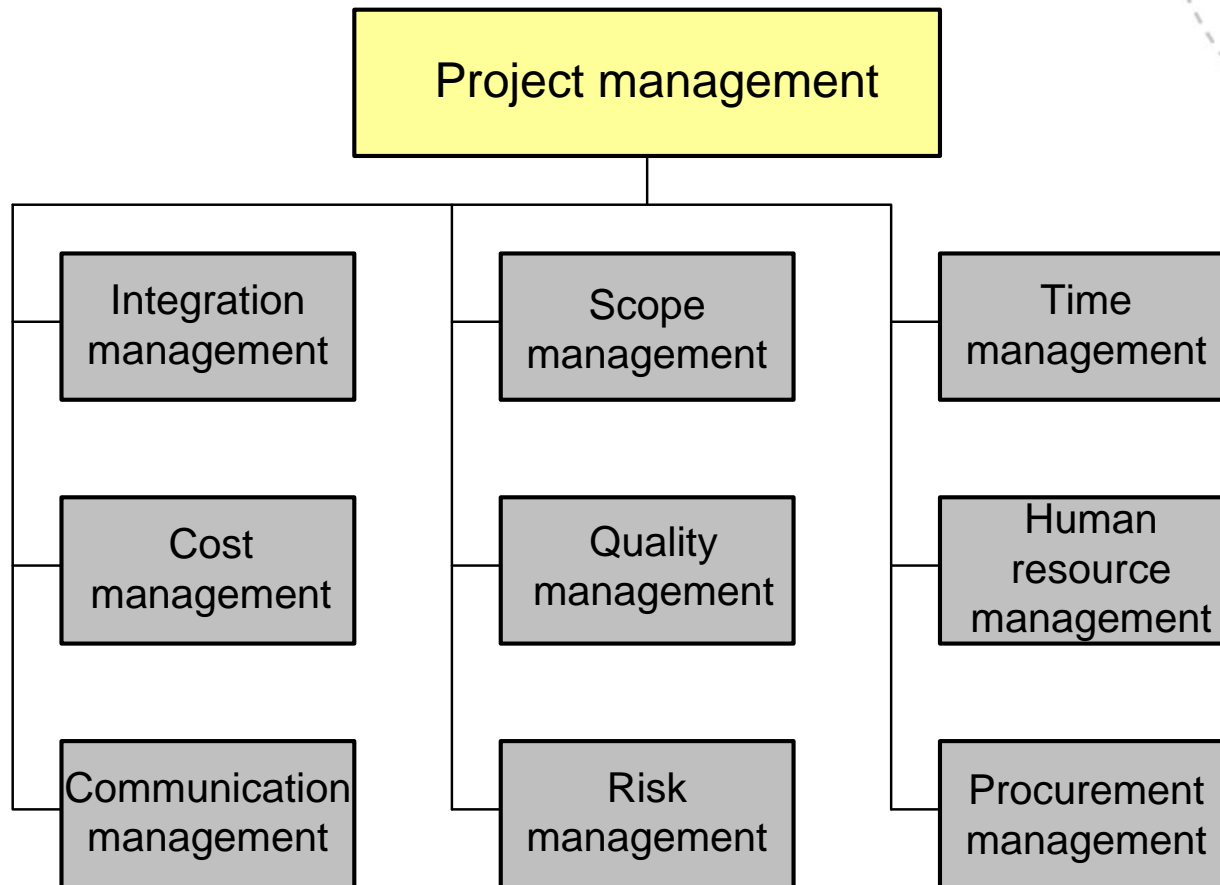 Project management
Integration
management
Scope
management
Time
management
Cost
management
Quality
management
Human
resource
management
Communication
management
Risk
management
Procurement
management